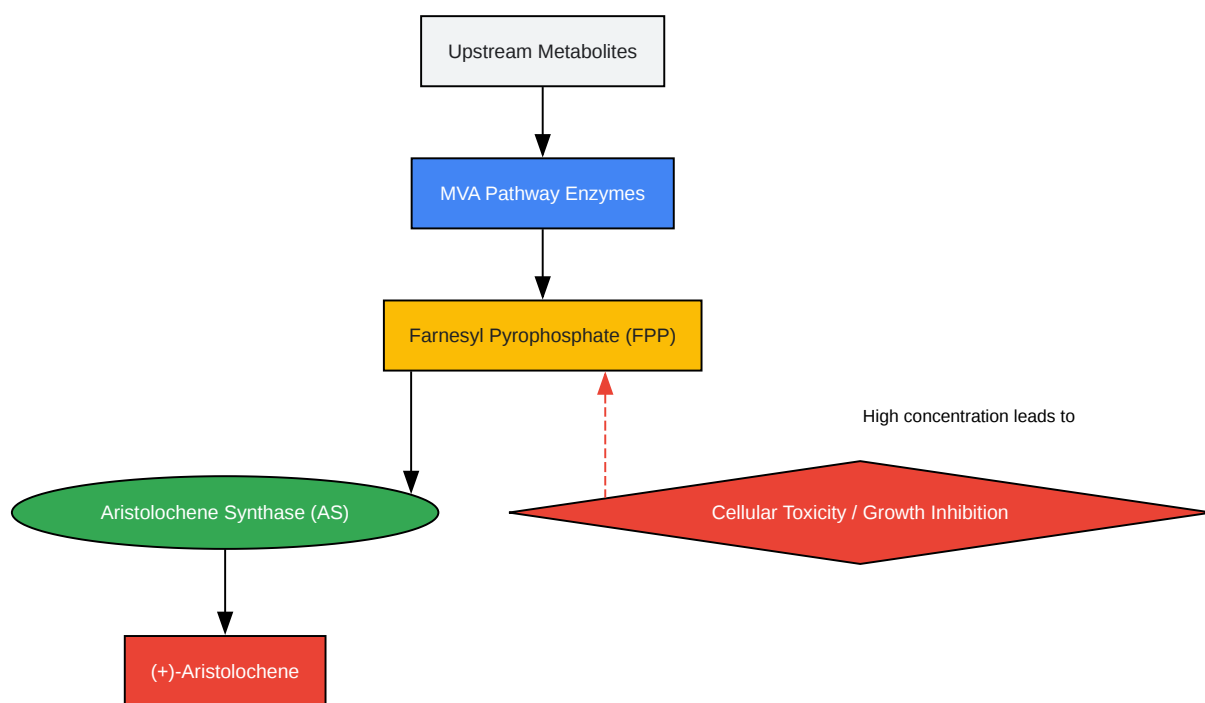 Upstream Metabolites
MVA Pathway Enzymes
Farnesyl Pyrophosphate (FPP)
High concentration leads to
Aristolochene Synthase (AS)
Cellular Toxicity / Growth Inhibition
(+)-Aristolochene